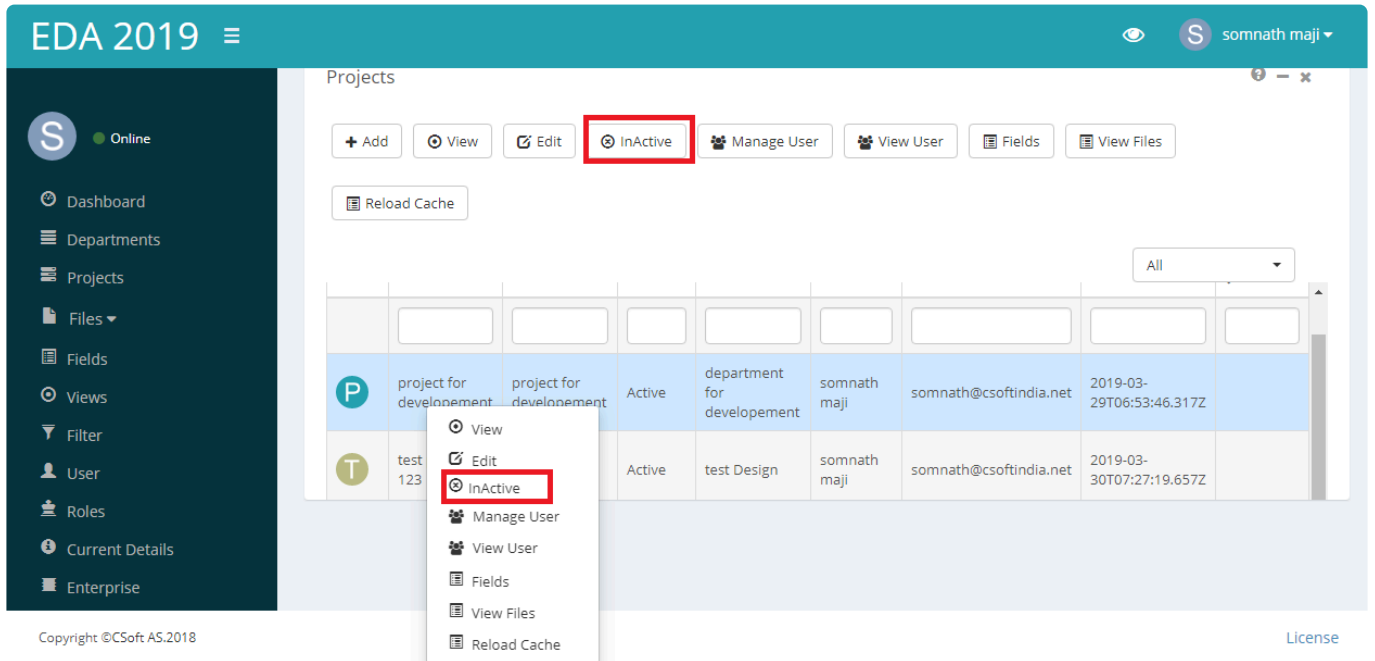 EDA 2019
S somnath maji
Projects
S Online
Add View Edit InActive Manage User View User Fields View Files
Reload Cache
Dashboard
Departments
Projects
Files
Fields
Views
Filter
User
Roles
Current Details
Enterprise
All
P project for developement project for developement Active department for developement somnath maji somnath@csoftindia.net 2019-03-29T06:53:46.317Z
T test 123 Active test Design somnath maji somnath@csoftindia.net 2019-03-30T07:27:19.657Z
View
Edit
InActive
Manage User
View User
Fields
View Files
Reload Cache
Copyright ©CSoft AS.2018
License